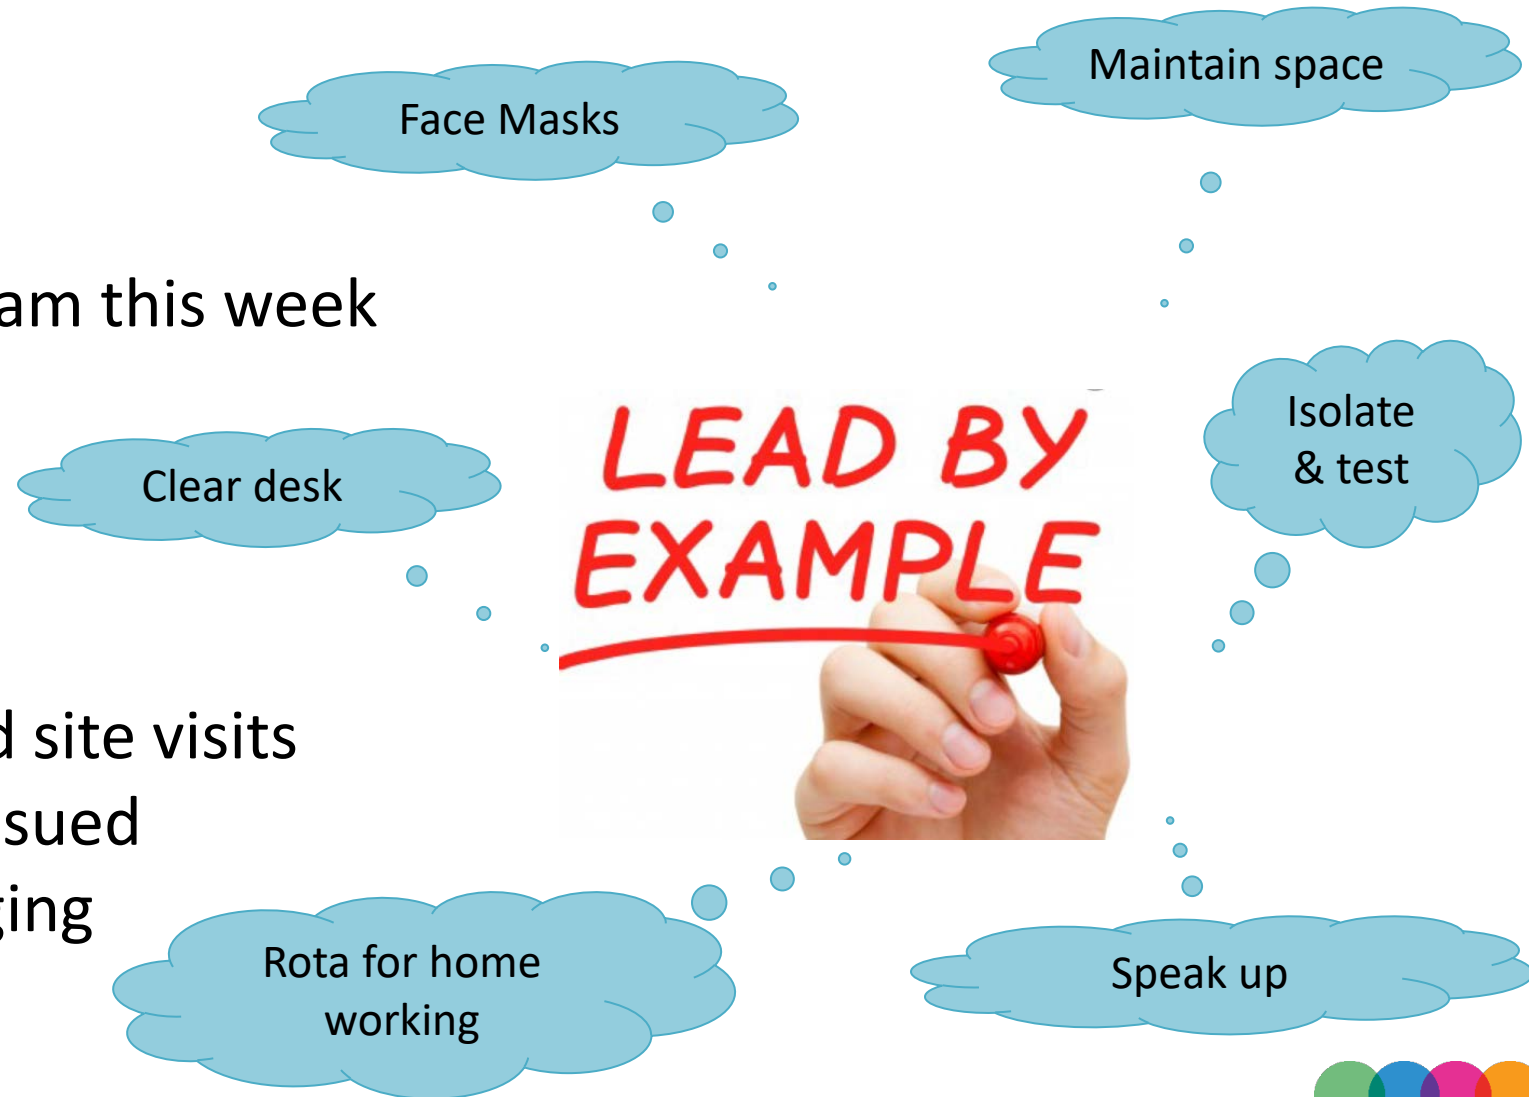 Maintain space
Face Masks
am this week
Isolate
& test
LEAD BY
EXAMPLE
Clear desk
d site visits
sued
ging
Rota for home
working
Speak up